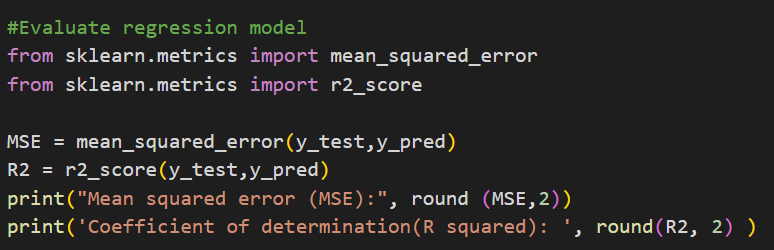 #Evaluate regression model
from sklearn.metrics import mean_squared_error
from sklearn.metrics import r2_score
MSE = mean_squared_error(y_test,y_pred)
R2 = r2_score(y_test,y_pred)
print("Mean squared error (MSE):", round (MSE,2))
print('Coefficient of determination(R squared): ', round(R2, 2) )